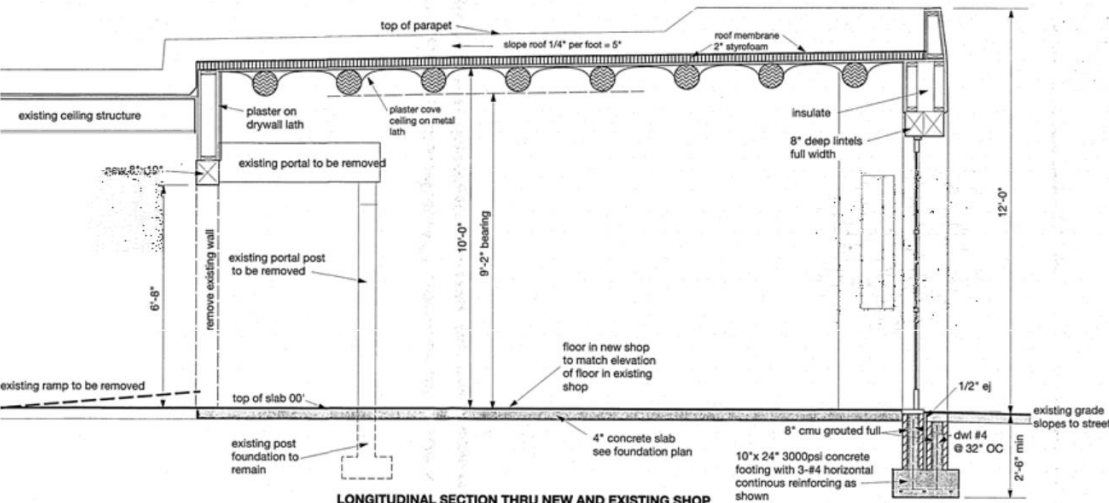 top of parapet
slope roof 1/4" per foot = 5"
roof membrane
2" styrofoam
existing ceiling structure
plaster on
drywall lath
plaster cove
ceiling on metal
lath
insulate
8" deep lintels
full width
existing portal to be removed
new 8"
12'-0"
10'-0"
9'-2" bearing
remove existing wall
6'-8"
existing portal post
to be removed
floor in new shop
to match elevation
of floor in existing
shop
existing ramp to be removed
top of slab 00'
1/2" ej
existing grade
slopes to street
existing post
foundation to
remain
4" concrete slab
see foundation plan
8" cmu grouted full
dwl #4
@ 32" OC
2'-6" min
10"x 24" 3000psi concrete
footing with 3-#4 horizontal
continous reinforcing as
shown
LONGITUDINAL SECTION THRU NEW AND EXISTING SHOP